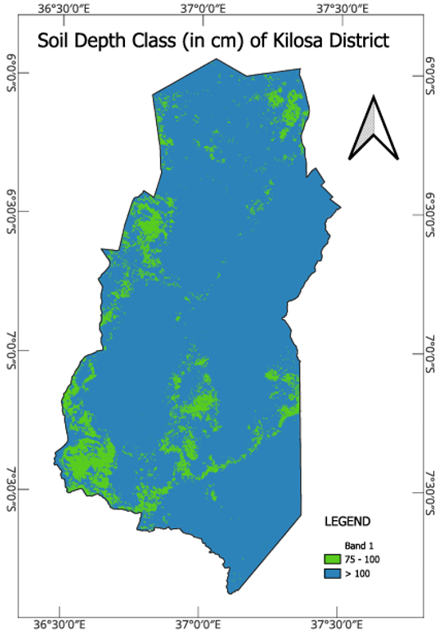 36°30'0"E 37°0'0"E 37°30'0"E
Soil Depth Class (in cm) of Kilosa District
6°0'0"S 6°0'0"S
6°30'0"S 6°30'0"S
7°0'0"S 7°0'0"S
7°30'0"S 7°30'0"S
LEGEND
Band 1
75 - 100
> 100
36°30'0"E 37°0'0"E 37°30'0"E